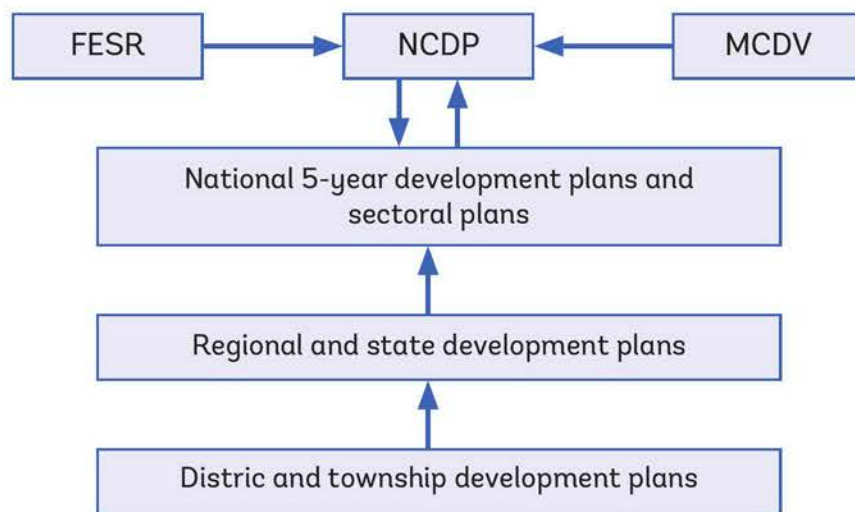 FESR
NCDP
MCDV
National 5-year development plans and
sectoral plans
Regional and state development plans
Distric and township development plans